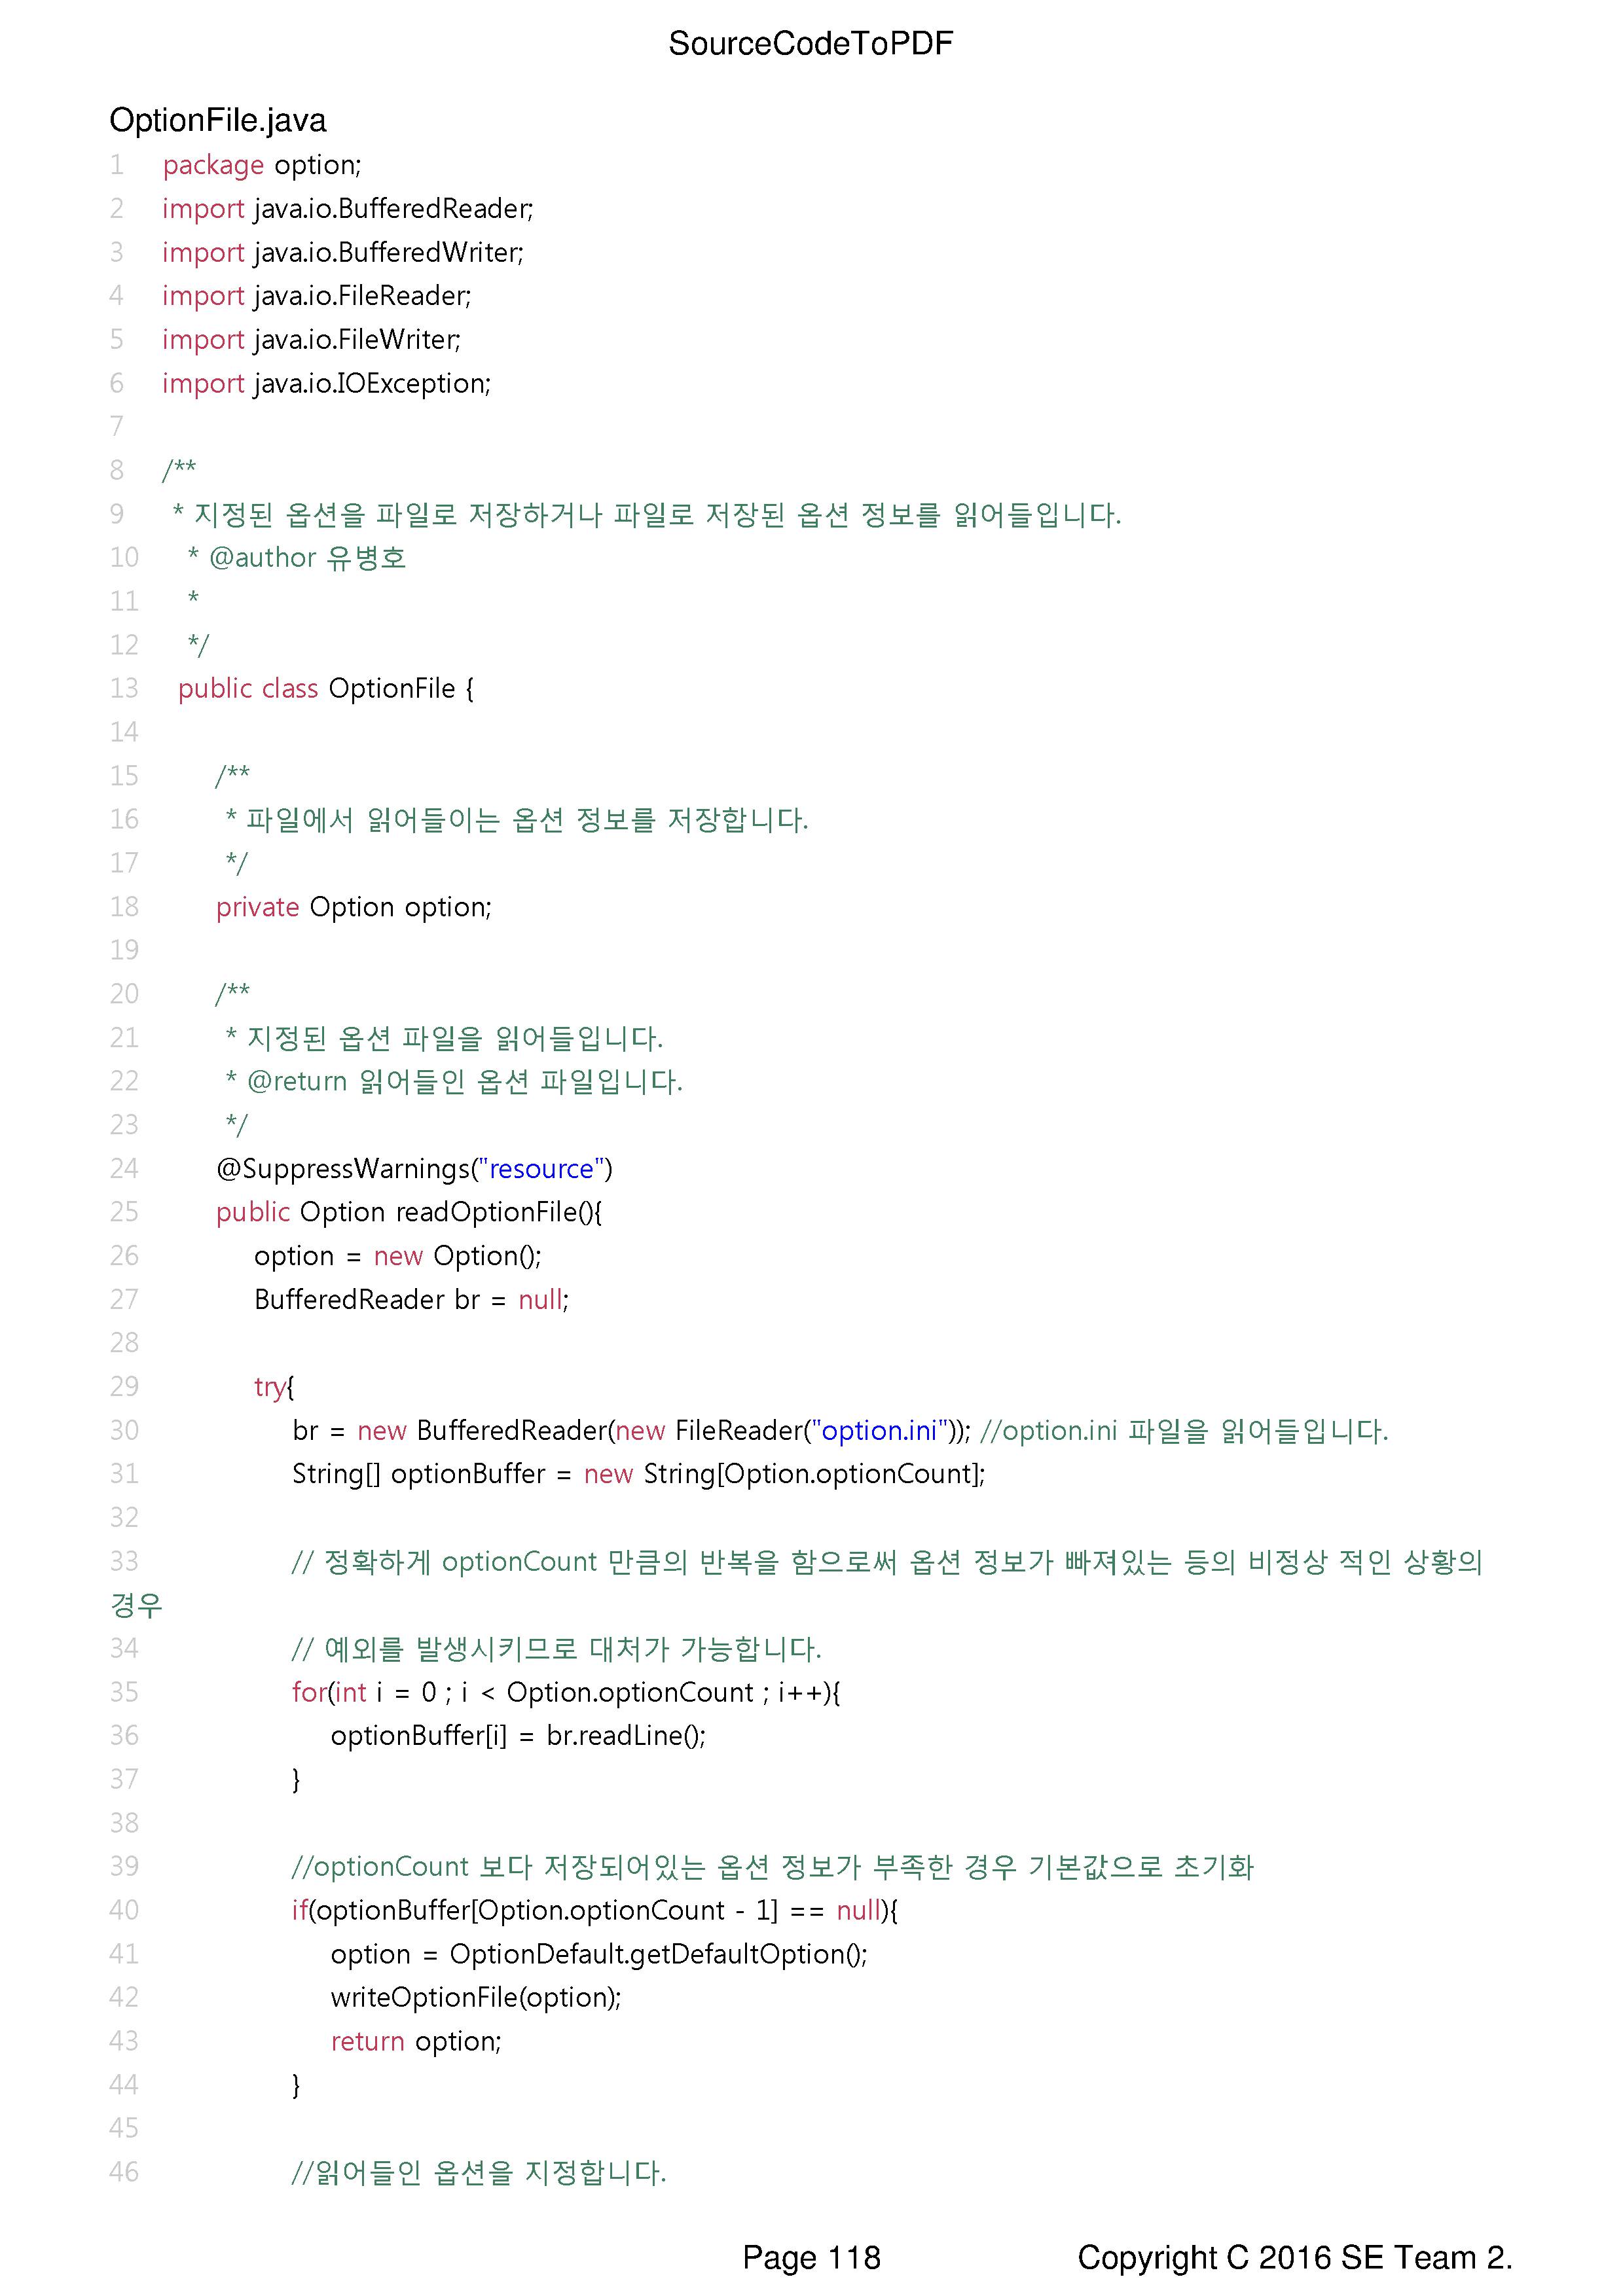 SourceCodeToPDF
OptionFile.java
1 package option;
2 import java.io.BufferedReader;
3 import java.io.BufferedWriter;
4 import java.io.FileReader;
5 import java.io.FileWriter;
6 import java.io.IOException;
7
8 /**
9 * 지정된 옵션을 파일로 저장하거나 파일로 저장된 옵션 정보를 읽어들입니다.
10 * @author 유병호
11 *
12 */
13 public class OptionFile {
14
15 /**
16 * 파일에서 읽어들이는 옵션 정보를 저장합니다.
17 */
18 private Option option;
19
20 /**
21 * 지정된 옵션 파일을 읽어들입니다.
22 * @return 읽어들인 옵션 파일입니다.
23 */
24 @SuppressWarnings("resource")
25 public Option readOptionFile(){
26 option = new Option();
27 BufferedReader br = null;
28
29 try{
30 br = new BufferedReader(new FileReader("option.ini")); //option.ini 파일을 읽어들입니다.
31 String[] optionBuffer = new String[Option.optionCount];
32
33 // 정확하게 optionCount 만큼의 반복을 함으로써 옵션 정보가 빠져있는 등의 비정상 적인 상황의
경우
34 // 예외를 발생시키므로 대처가 가능합니다.
35 for(int i = 0 ; i < Option.optionCount ; i++){
36 optionBuffer[i] = br.readLine();
37 }
38
39 //optionCount 보다 저장되어있는 옵션 정보가 부족한 경우 기본값으로 초기화
40 if(optionBuffer[Option.optionCount - 1] == null){
41 option = OptionDefault.getDefaultOption();
42 writeOptionFile(option);
43 return option;
44 }
45
46 //읽어들인 옵션을 지정합니다.
Page 118 Copyright C 2016 SE Team 2.